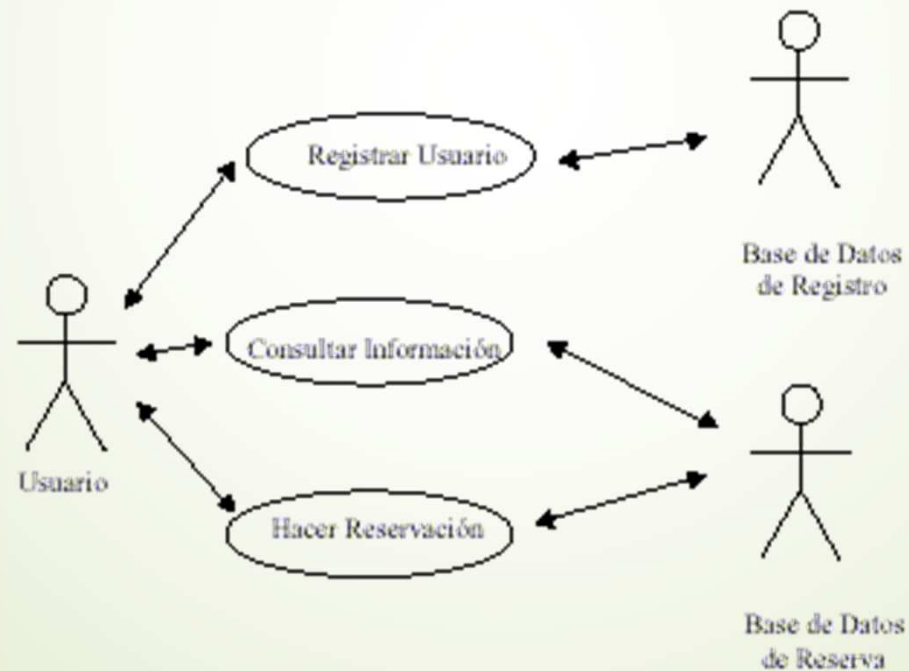 Registrar Usuario
Base de Datos
de Registro
Consultar Información
Usuario
Hacer Reservación
Base de Datos
de Reserva